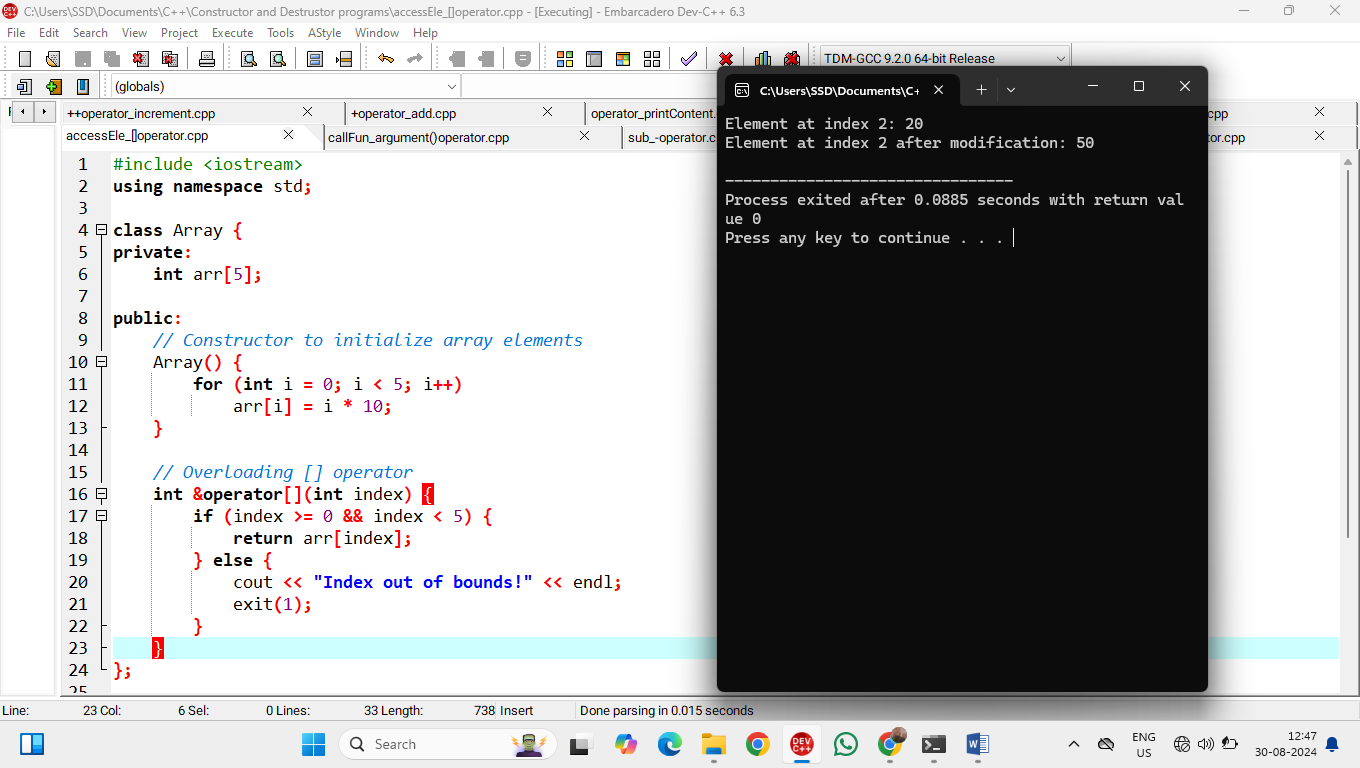 C:\Users\SSD\Documents\C++\Constructor and Destrustor programs\accessEle_[]operator.cpp - [Executing] - Embarcadero Dev-C++ 6.3
File Edit Search View Project Execute Tools AStyle Window Help
TDM-GCC 9.2.0 64-bit Release
(globals)
++operator_increment.cpp +operator_add.cpp operator_printContent. cpp
accessEle_[]operator.cpp callFun_argument()operator.cpp sub_-operator.c or.cpp
1 #include <iostream>
2 using namespace std;
3
4 class Array {
5 private:
6 int arr[5];
7
8 public:
9 // Constructor to initialize array elements
10 Array() {
11 for (int i = 0; i < 5; i++)
12 arr[i] = i * 10;
13 }
14
15 // Overloading [] operator
16 int &operator[](int index) {
17 if (index >= 0 && index < 5) {
18 return arr[index];
19 } else {
20 cout << "Index out of bounds!" << endl;
21 exit(1);
22 }
23 }
24 };
25
C:\Users\SSD\Documents\C+
Element at index 2: 20
Element at index 2 after modification: 50
--------------------------------
Process exited after 0.0885 seconds with return val
ue 0
Press any key to continue . . .
Line: 23 Col: 6 Sel: 0 Lines: 33 Length: 738 Insert Done parsing in 0.015 seconds
Search
DEV C++
ENG
US
12:47
30-08-2024